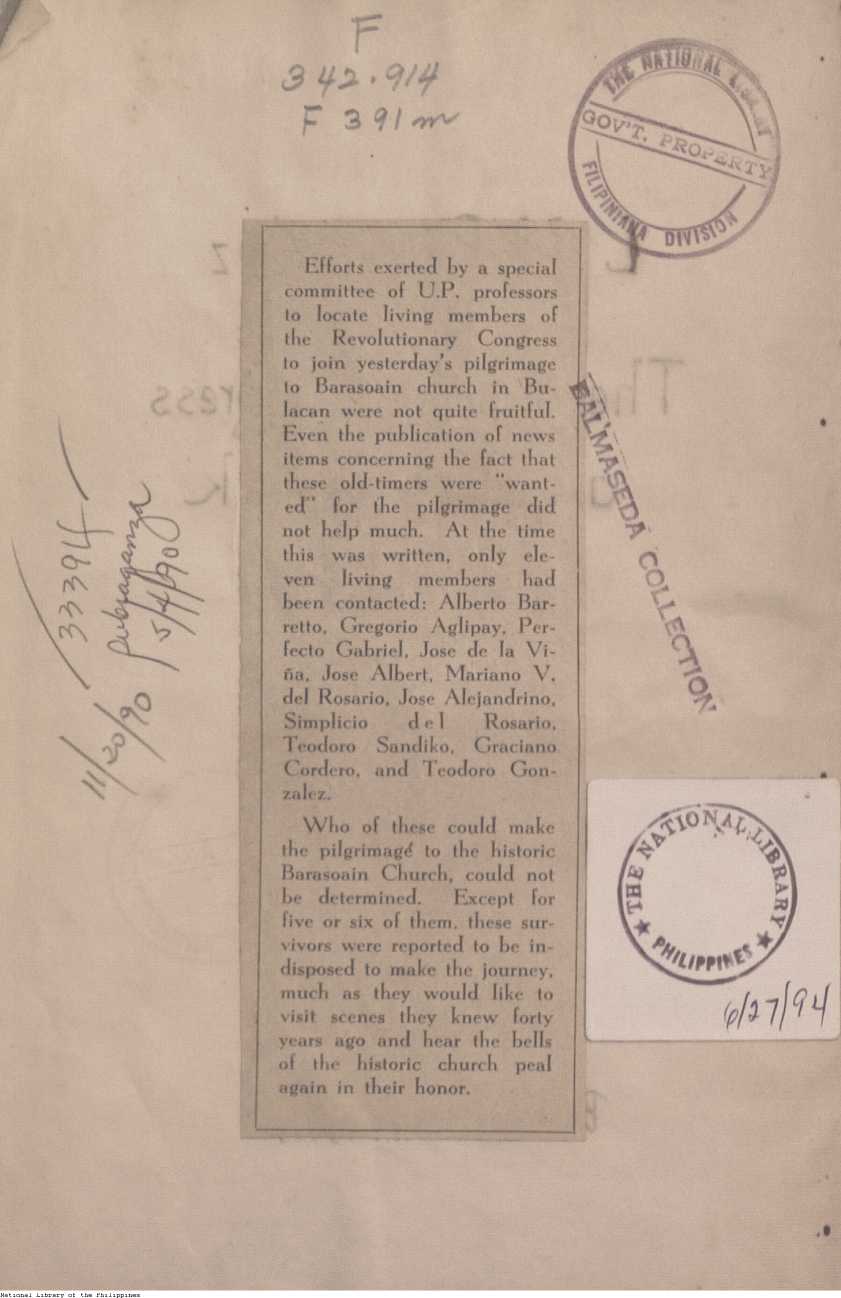 F
342.914
F 391m
THE NATIONAL LIBRARY
GOV'T. PROPERTY
FILIPINIANA DIVISION
Efforts exerted by a special
committee of U.P. professors
to locate living members of
the Revolutionary Congress
to join yesterday's pilgrimage
to Barasoain church in Bu-
lacan were not quite fruitful.
Even the publication of news
items concerning the fact that
these old-timers were "want-
ed" for the pilgrimage did
not help much. At the time
this was written, only ele-
ven living members had
been contacted: Alberto Bar-
retto, Gregorio Aglipay, Per-
fecto Gabriel, Jose de la Vi-
ña, Jose Albert, Mariano V.
del Rosario, Jose Alejandrino,
Simplicio del Rosario,
Teodoro Sandiko, Graciano
Cordero, and Teodoro Gon-
zalez.
Who of these could make
the pilgrimage to the historic
Barasoain Church, could not
be determined. Except for
five or six of them, these sur-
vivors were reported to be in-
disposed to make the journey,
much as they would like to
visit scenes they knew forty
years ago and hear the bells
of the historic church peal
again in their honor.
BALMASEDA COLLECTION
33394
5/4/90
11/20/90
THE NATIONAL LIBRARY
PHILIPPINES
6/27/94
National Library of the Philippines